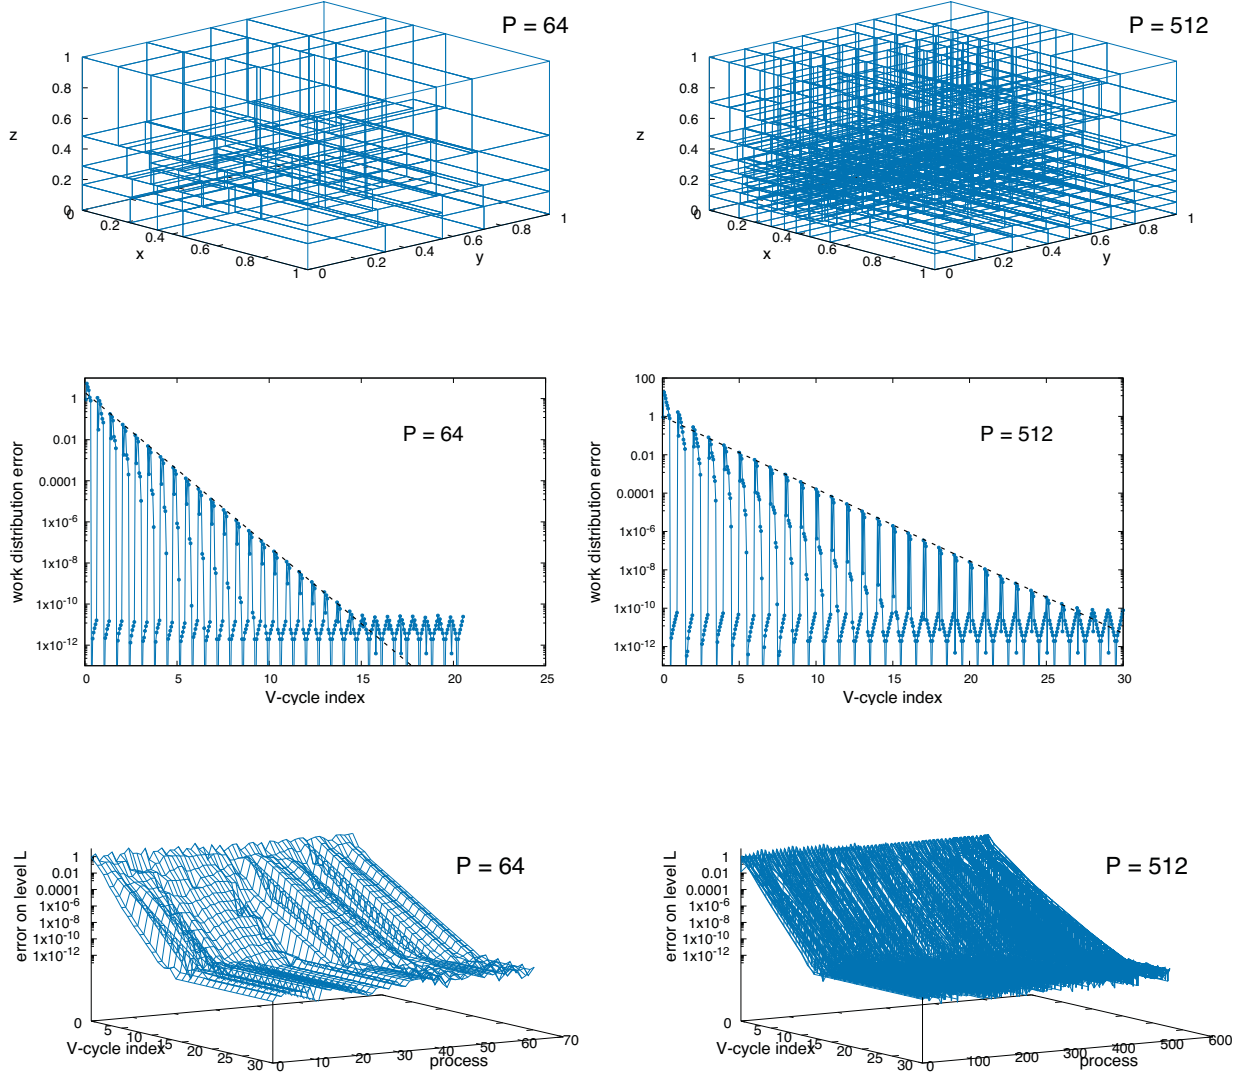 P = 64
P = 512
1
0.8
0.6
0.4
0.2
0
z
0
0.2
0.4
0.6
0.8
1
x
0
0.2
0.4
0.6
0.8
1
y
1
0.8
0.6
0.4
0.2
0
z
0
0.2
0.4
0.6
0.8
1
x
0
0.2
0.4
0.6
0.8
1
y
work distribution error
1
0.01
0.0001
1x10-6
1x10-8
1x10-10
1x10-12
P = 64
0 5 10 15 20 25
V-cycle index
work distribution error
100
1
0.01
0.0001
1x10-6
1x10-8
1x10-10
1x10-12
P = 512
0 5 10 15 20 25 30
V-cycle index
error on level L
1
0.01
0.0001
1x10-6
1x10-8
1x10-10
1x10-12
0
P = 64
5 10 15 20 25 30
V-cycle index
0 10 20 30 40 50 60 70
process
error on level L
1
0.01
0.0001
1x10-6
1x10-8
1x10-10
1x10-12
0
P = 512
5 10 15 20 25 30
V-cycle index
0 100 200 300 400 500 600
process